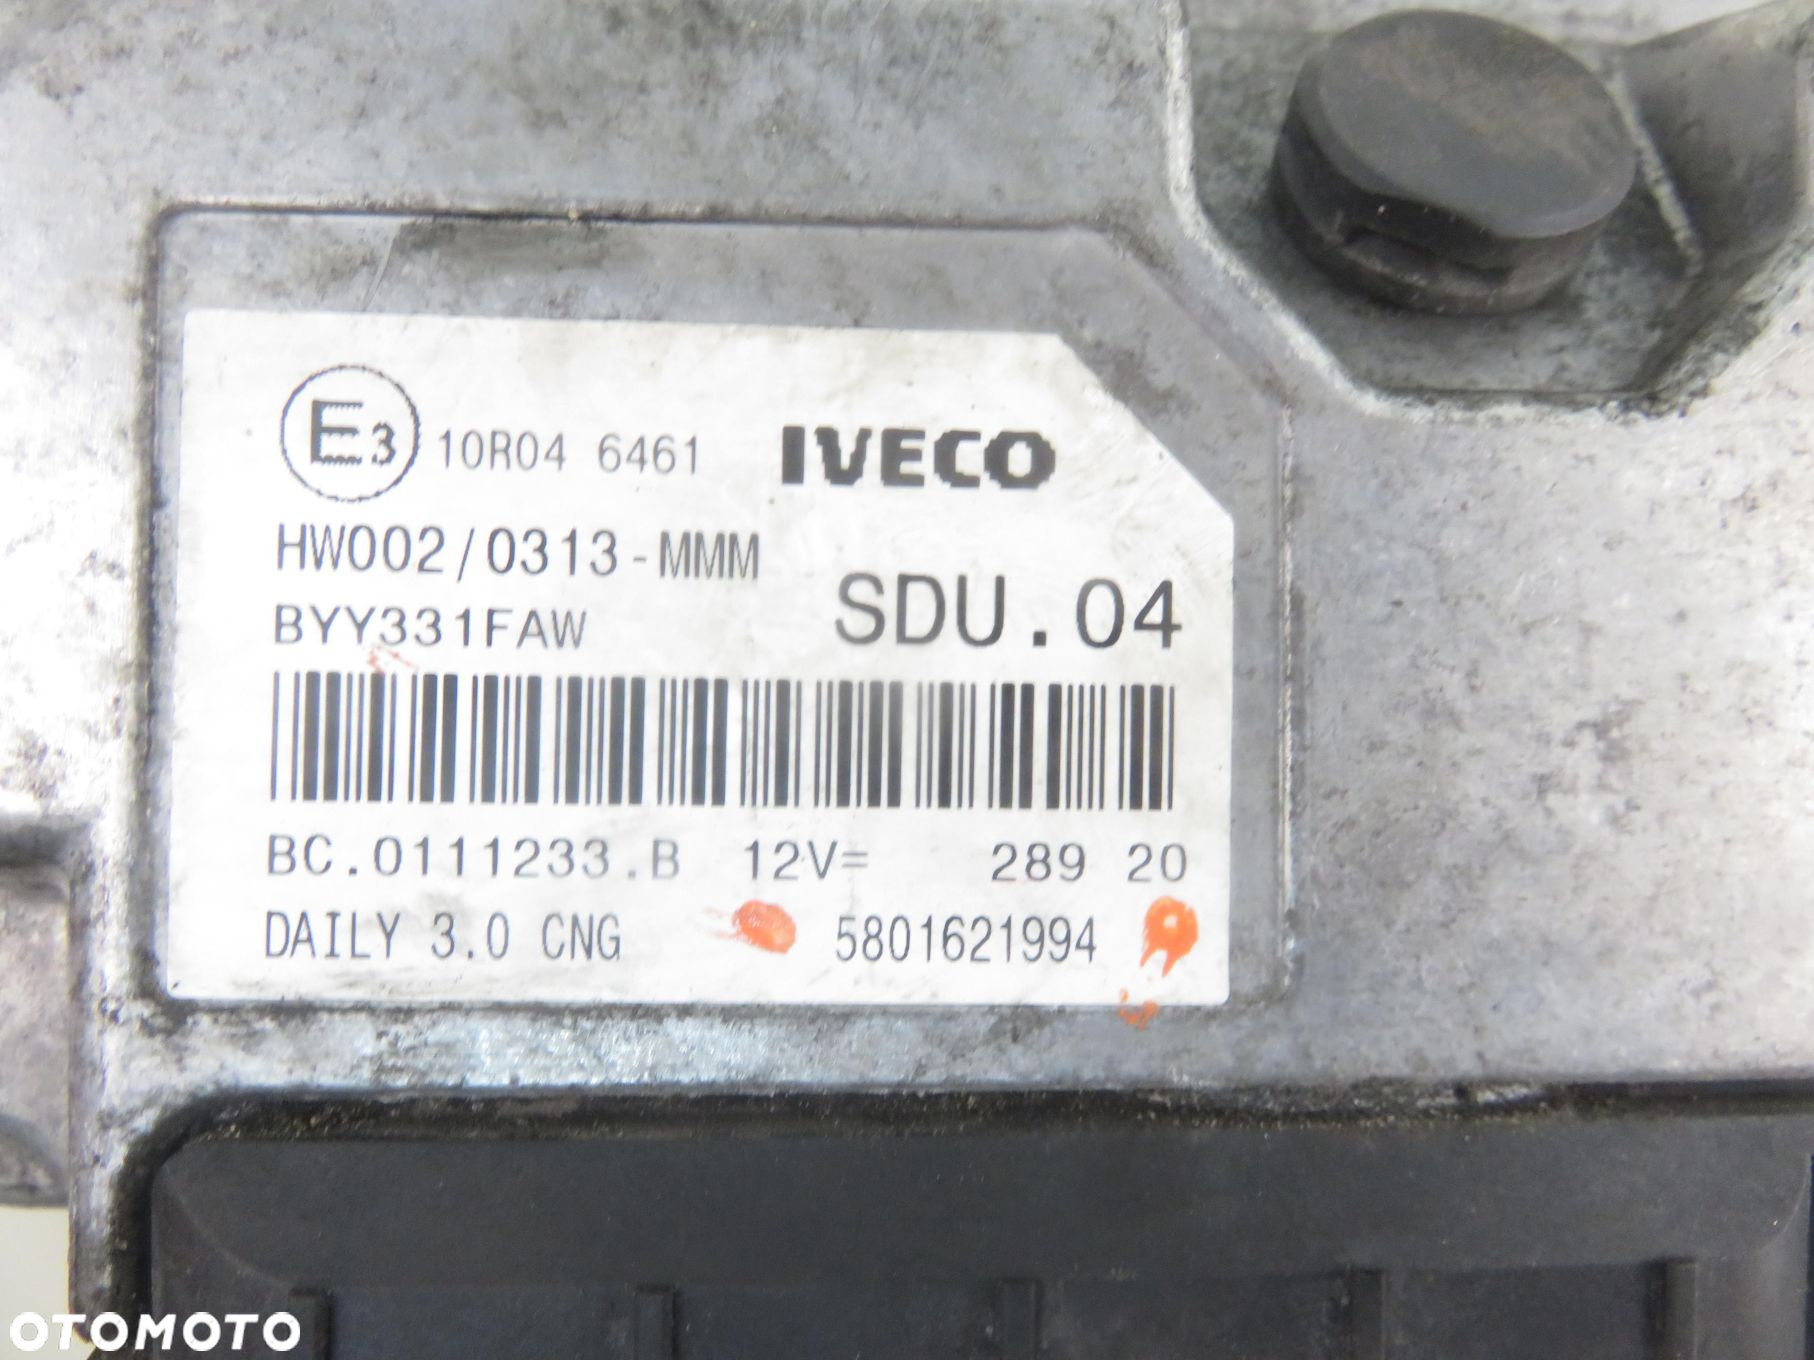 E3 10R04 6461 IVECO
HW002/0313-MMM
BYY331FAW SDU.04
BC.0111233.B 12V= 289 20
DAILY 3.0 CNG 5801621994
OTOMOTO